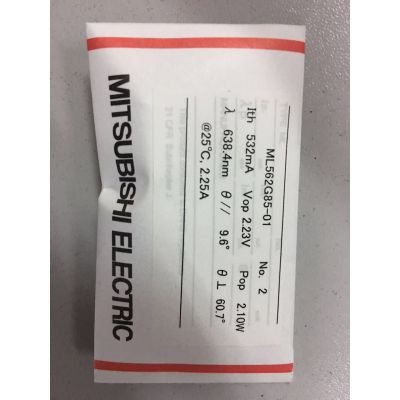 MITSUBISHI ELECTRIC
ML562G85-01 No. 2
Ith 532mA Vop 2.23V Pop 2.10W
λ 638.4nm θ// 9.6° θ⊥ 60.7°
@25°C, 2.25A